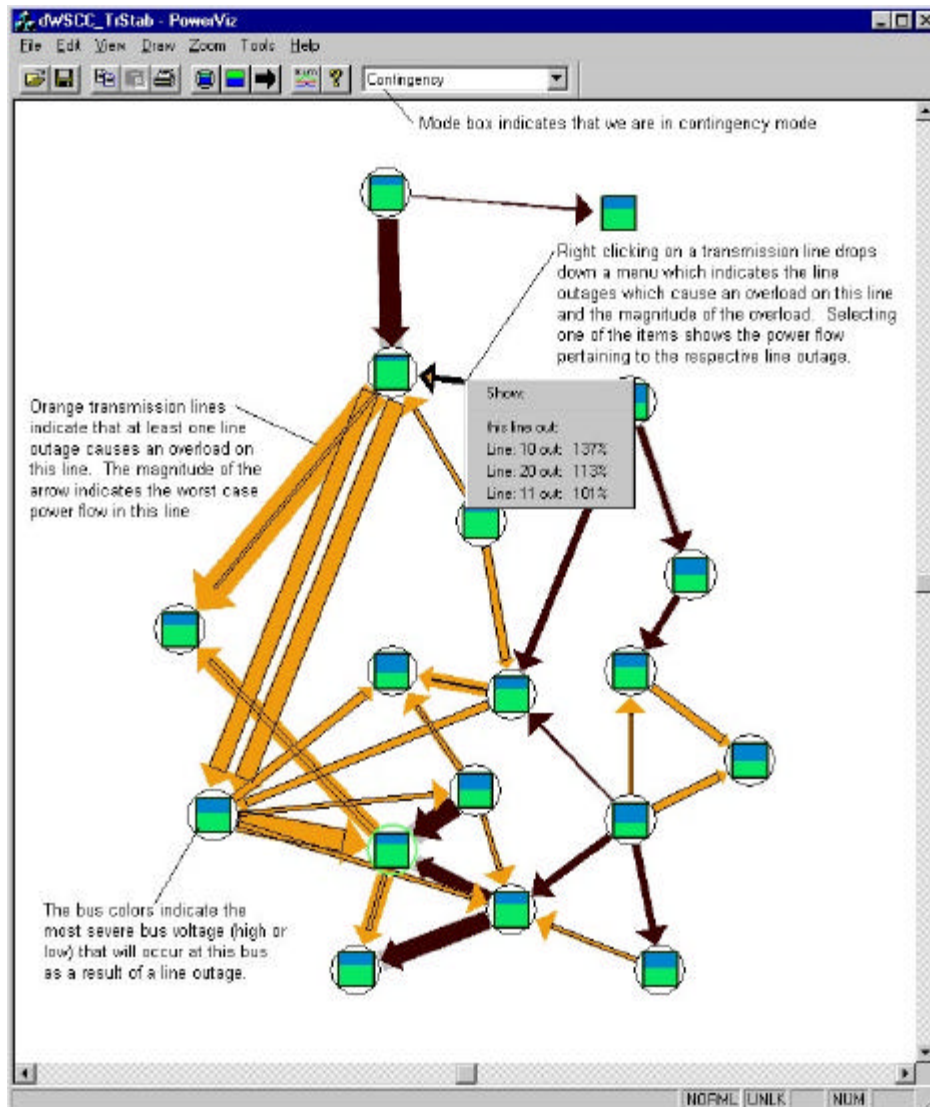 dWSCC_TrStab - PowerViz
File Edit View Draw Zoom Tools Help
Contingency
Mode box indicates that we are in contingency mode
Right clicking on a transmission line drops
down a menu which indicates the line
outages which cause an overload on this line
and the magnitude of the overload. Selecting
one of the items shows the power flow
pertaining to the respective line outage.
Show:
this line out:
Line: 10 out: 137%
Line: 20 out: 113%
Line: 11 out: 101%
Orange transmission lines
indicate that at least one line
outage causes an overload on
this line. The magnitude of the
arrow indicates the worst case
power flow in this line
The bus colors indicate the
most severe bus voltage (high or
low) that will occur at this bus
as a result of a line outage.
NORML UNLK NUM